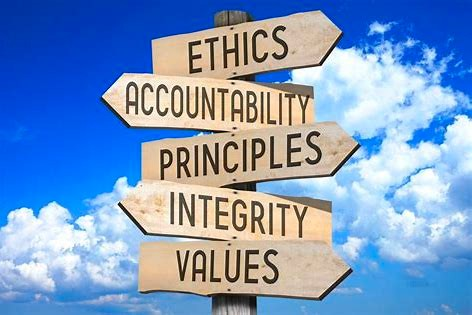 ETHICS
ACCOUNTABILITY
PRINCIPLES
INTEGRITY
VALUES